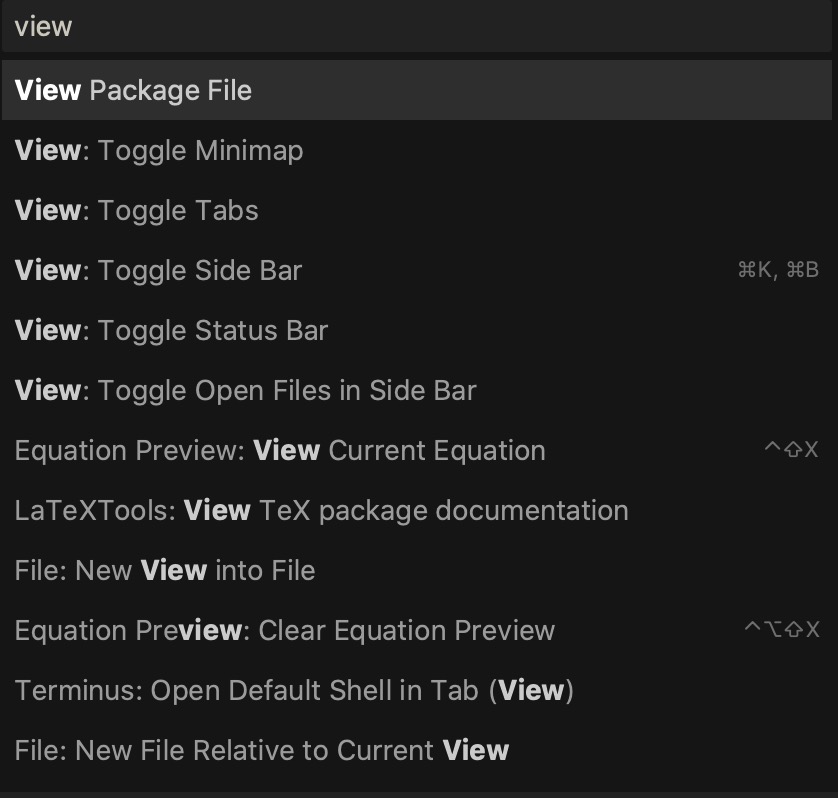 view
View Package File
View: Toggle Minimap
View: Toggle Tabs
View: Toggle Side Bar ⌘K, ⌘B
View: Toggle Status Bar
View: Toggle Open Files in Side Bar
Equation Preview: View Current Equation ^⇧X
LaTeXTools: View TeX package documentation
File: New View into File
Equation Preview: Clear Equation Preview ^⌥⇧X
Terminus: Open Default Shell in Tab (View)
File: New File Relative to Current View